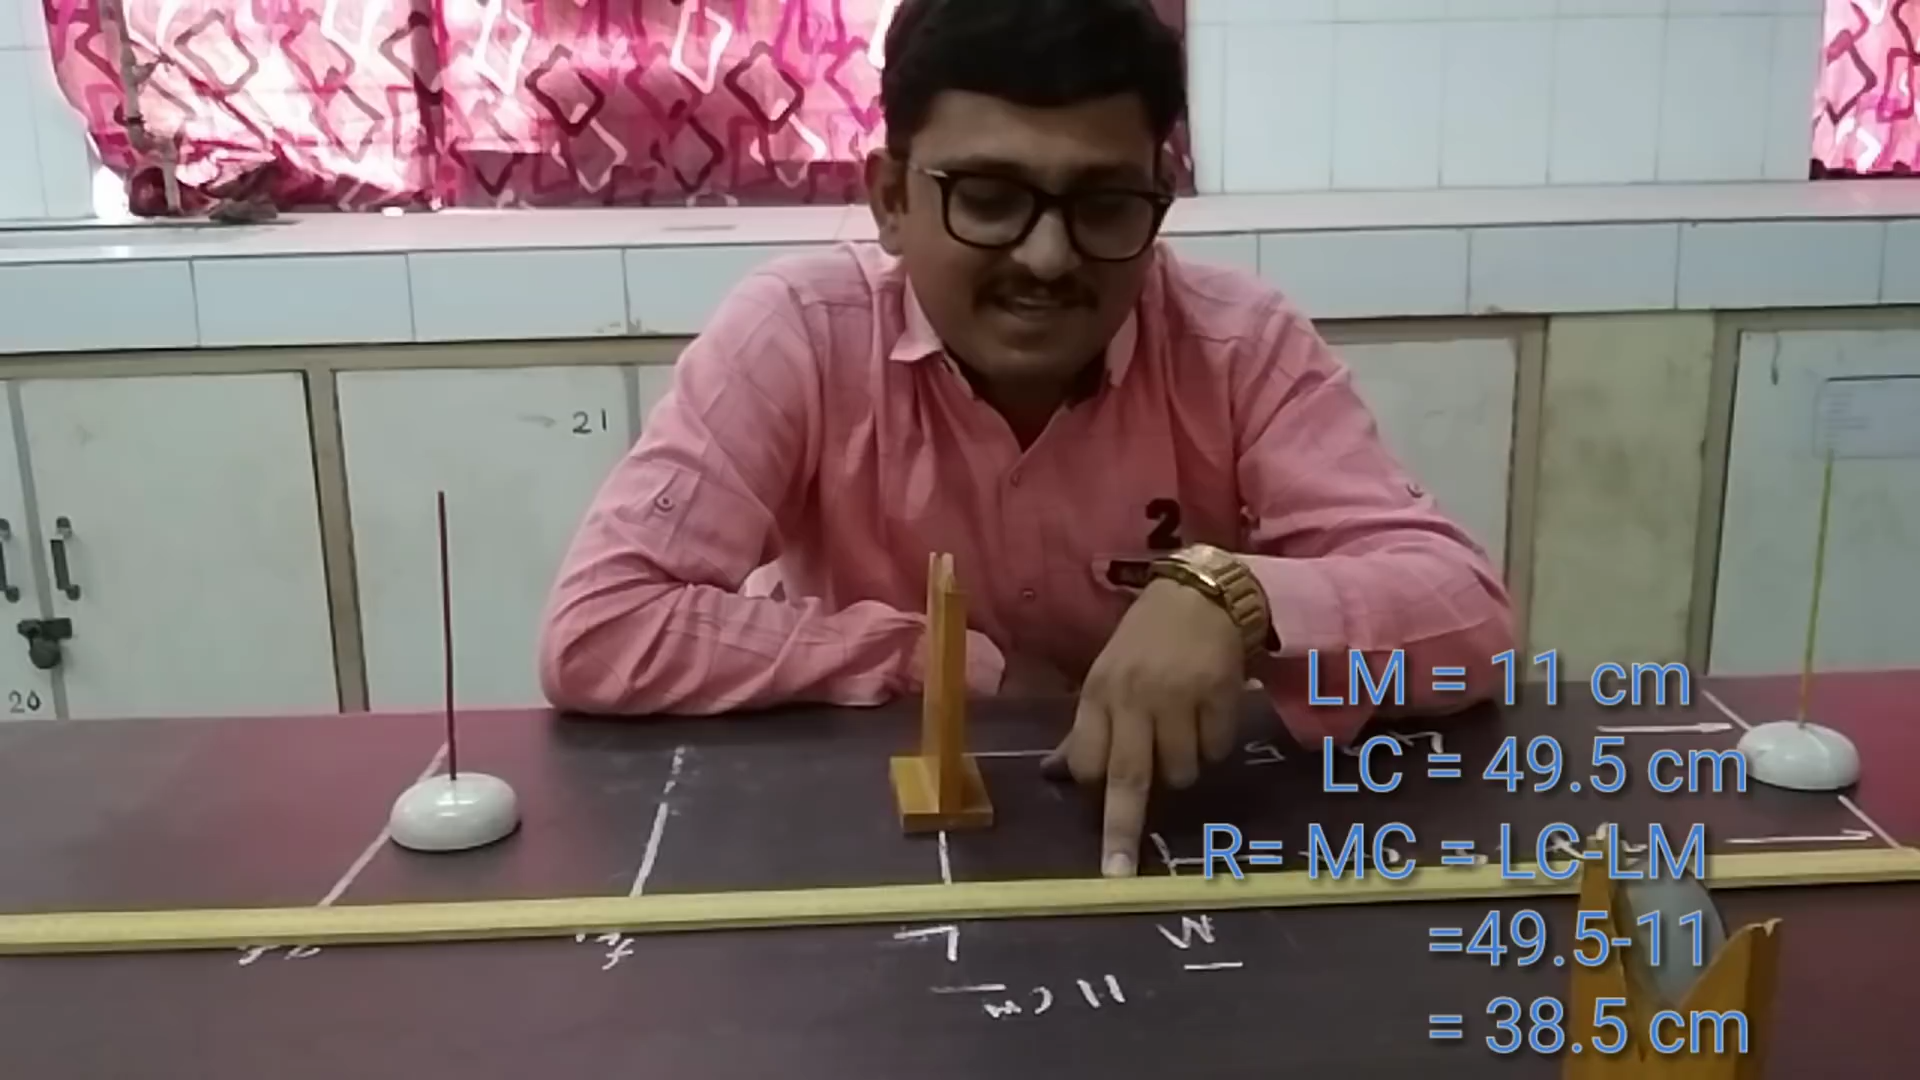 21
20
2
LM = 11 cm
LC = 49.5 cm
R= MC = LC-LM
=49.5-11
= 38.5 cm
L
M
11 cm